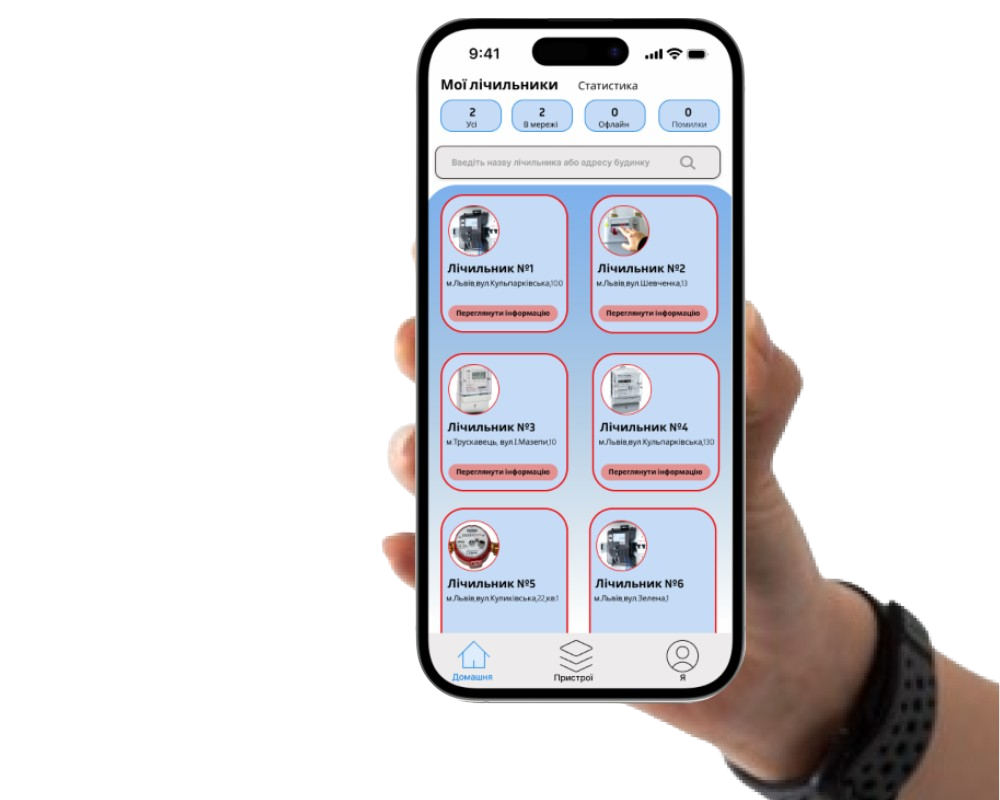 9:41
Мої лічильники Статистика
2 2 0 0
Усі В мережі Офлайн Помилки
Введіть назву лічильника або адресу будинку
Лічильник №1 Лічильник №2
м.Львів,вул.Кульпарківська,100 м.Львів,вул.Шевченка,13
Переглянути інформацію Переглянути інформацію
Лічильник №3 Лічильник №4
м.Трускавець, вул.І.Мазепи,10 м.Львів,вул.Кульпарківська,130
Переглянути інформацію Переглянути інформацію
Лічильник №5 Лічильник №6
м.Львів,вул.Куликівська,22,кв.1 м.Львів,вул.Зелена,1
Домашня Пристрої Я